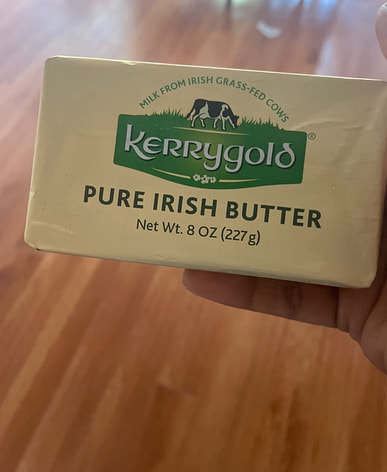 MILK FROM IRISH GRASS-FED COWS
Kerrygold®
PURE IRISH BUTTER
Net Wt. 8 OZ (227g)